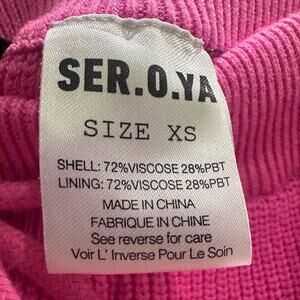 SER.O.YA
SIZE XS
SHELL: 72%VISCOSE 28%PBT
LINING: 72%VISCOSE 28%PBT
MADE IN CHINA
FABRIQUE IN CHINE
See reverse for care
Voir L' Inverse Pour Le Soin